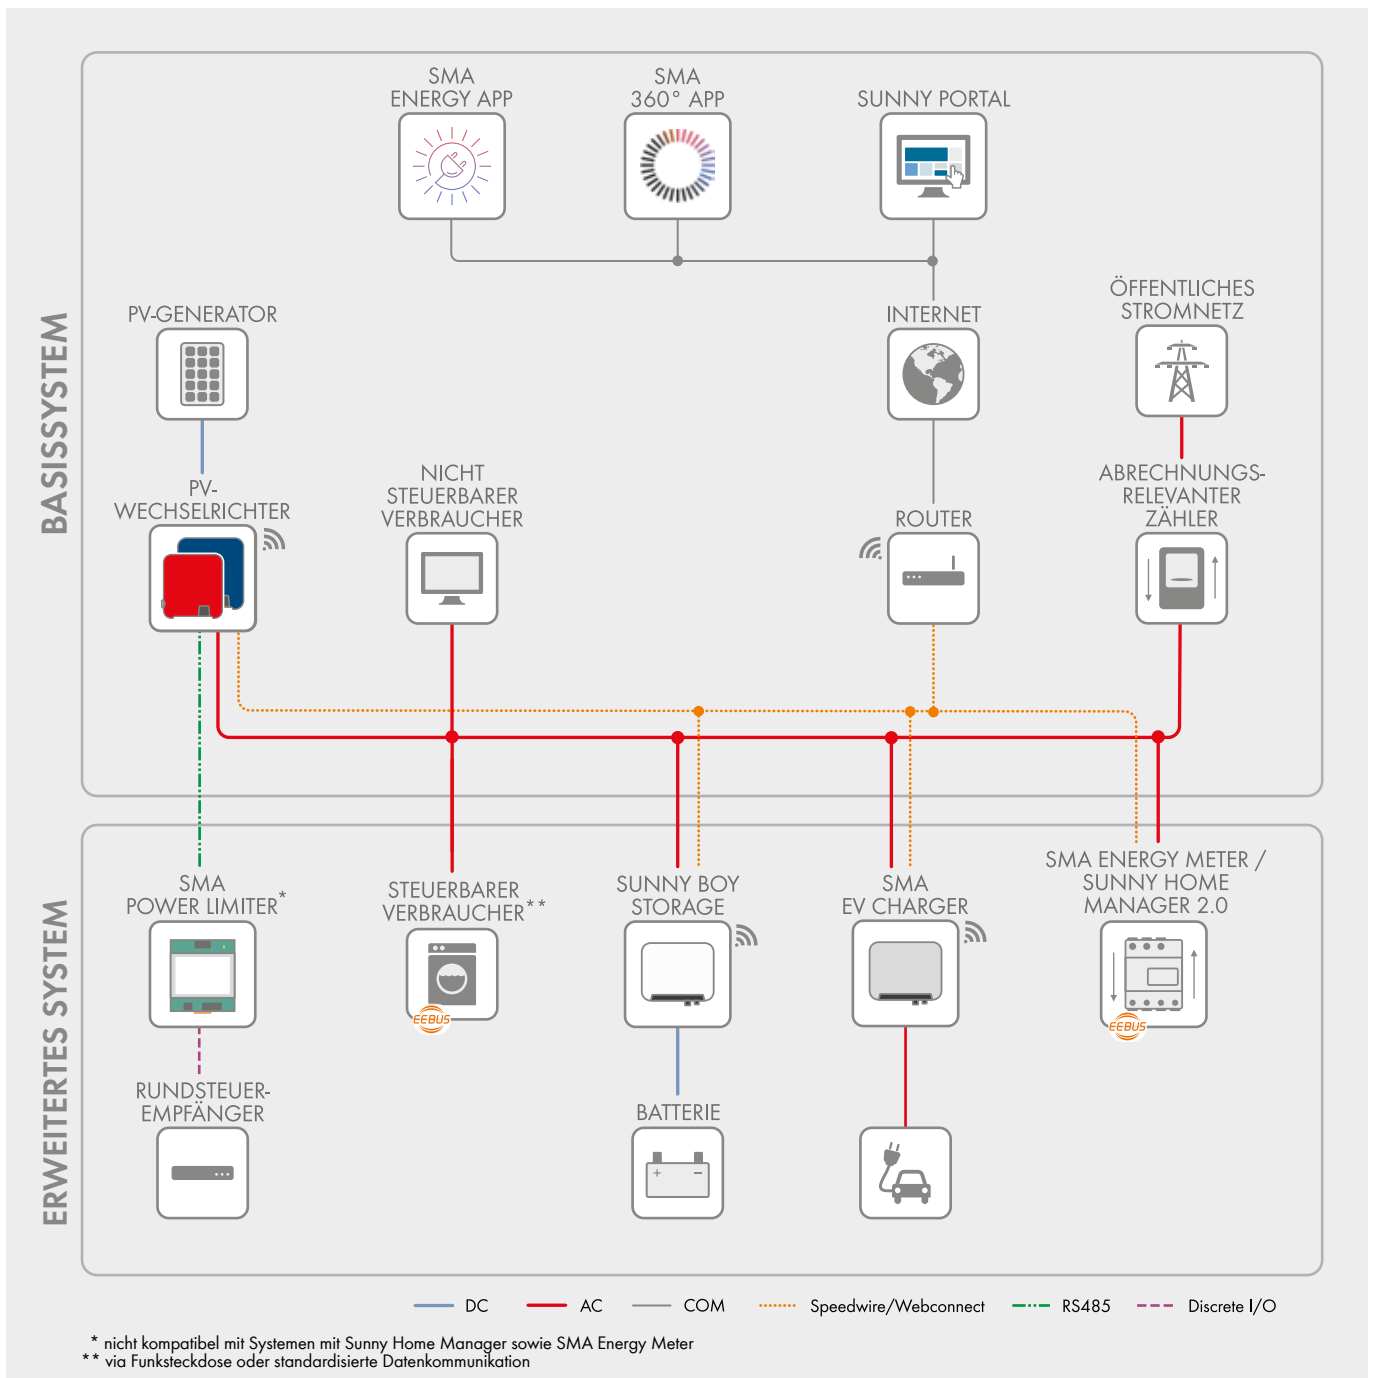 BASISSYSTEM
SMA
ENERGY APP
SMA
360° APP
SUNNY PORTAL
PV-GENERATOR
INTERNET
ÖFFENTLICHES
STROMNETZ
PV-
WECHSELRICHTER
NICHT
STEUERBARER
VERBRAUCHER
ROUTER
ABRECHNUNGS-
RELEVANTER
ZÄHLER
ERWEITERTES SYSTEM
SMA
POWER LIMITER*
STEUERBARER
VERBRAUCHER**
EEBUS
SUNNY BOY
STORAGE
SMA
EV CHARGER
SMA ENERGY METER /
SUNNY HOME
MANAGER 2.0
EEBUS
RUNDSTEUER-
EMPFÄNGER
BATTERIE
+ −
DC AC COM Speedwire/Webconnect RS485 Discrete I/O
* nicht kompatibel mit Systemen mit Sunny Home Manager sowie SMA Energy Meter
** via Funksteckdose oder standardisierte Datenkommunikation